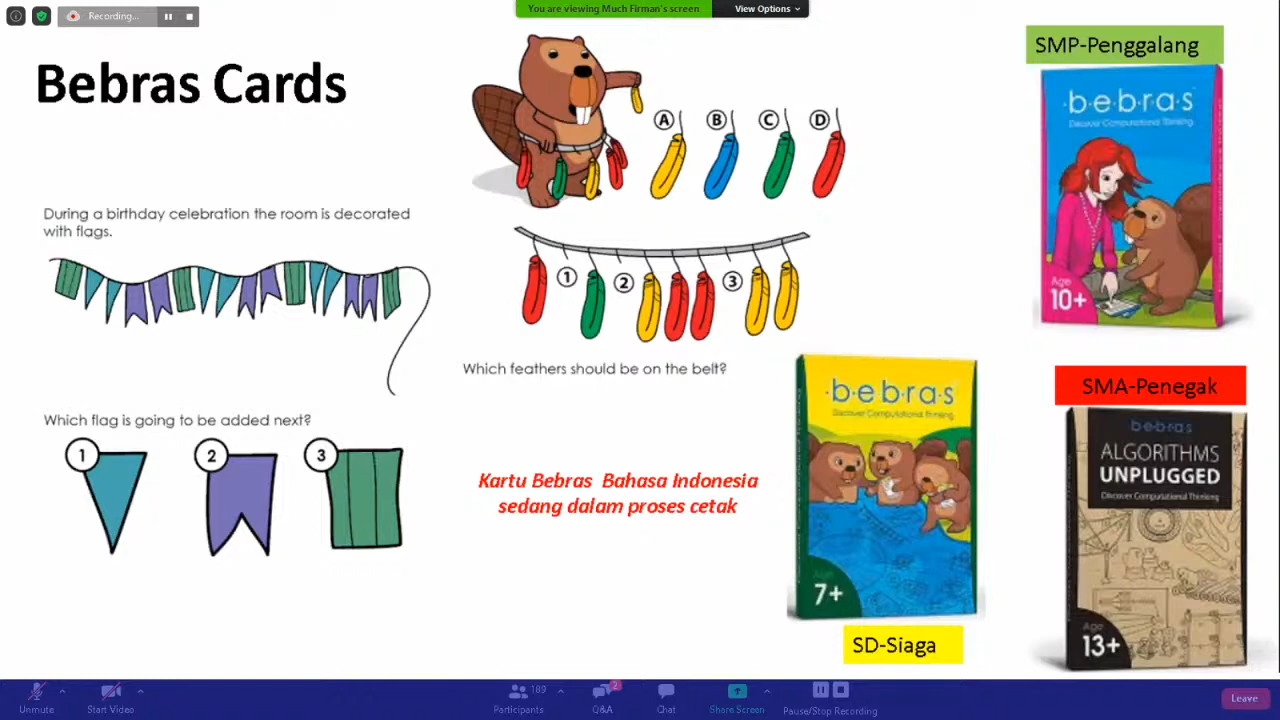 Recording...
You are viewing Much Firman's screen
View Options
Bebras Cards
During a birthday celebration the room is decorated
with flags.
Which flag is going to be added next?
1
2
3
A
B
C
D
1
2
3
Which feathers should be on the belt?
Kartu Bebras Bahasa Indonesia
sedang dalam proses cetak
SMP-Penggalang
·b·e·b·r·a·s·
Discover Computational Thinking
Age
10+
·b·e·b·r·a·s·
Discover Computational Thinking
Age
7+
SD-Siaga
SMA-Penegak
·b·e·b·r·a·s·
ALGORITHMS
UNPLUGGED
Discover Computational Thinking
Age
13+
Unmute
Start Video
189
Participants
2
Q&A
Chat
Share Screen
Pause/Stop Recording
Leave